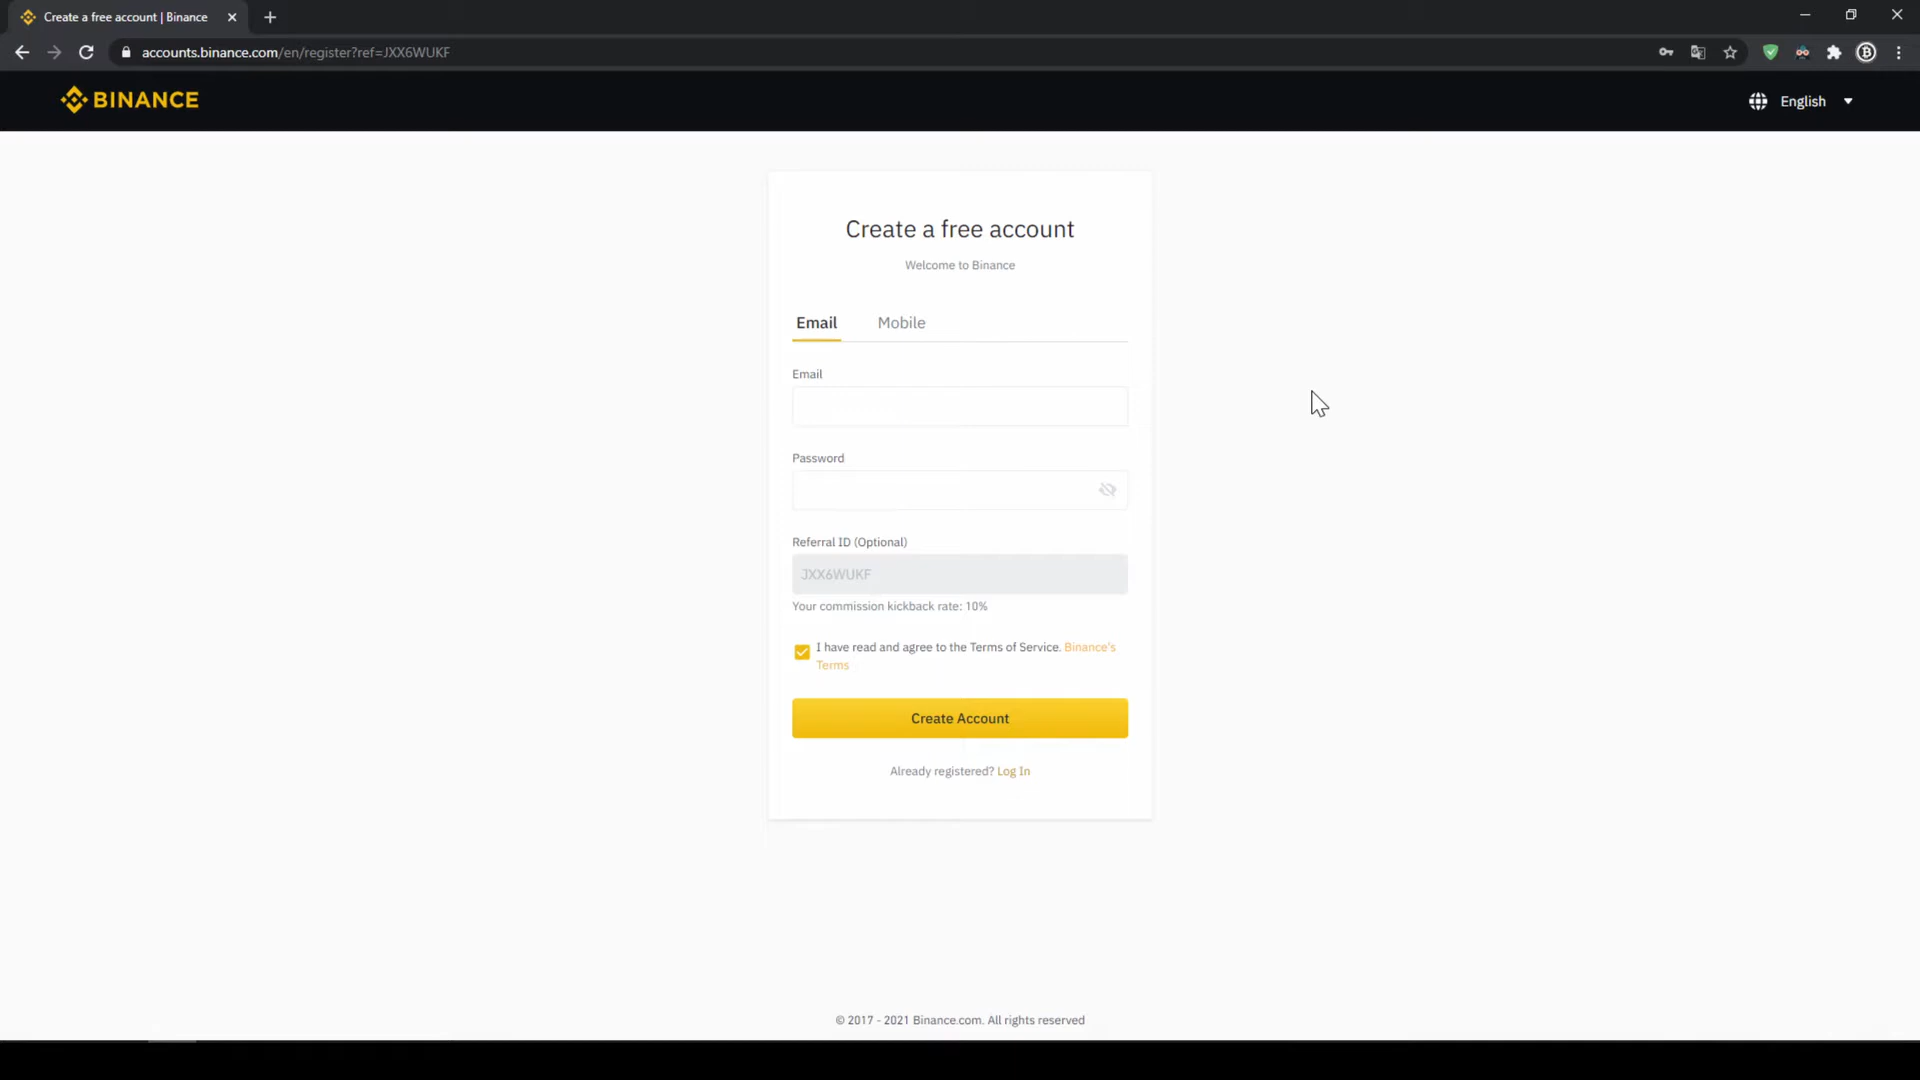 Create a free account | Binance
accounts.binance.com/en/register?ref=JXX6WUKF
BINANCE
English
Create a free account
Welcome to Binance
Email Mobile
Email
Password
Referral ID (Optional)
JXX6WUKF
Your commission kickback rate: 10%
I have read and agree to the Terms of Service. Binance's
Terms
Create Account
Already registered? Log In
© 2017 - 2021 Binance.com. All rights reserved